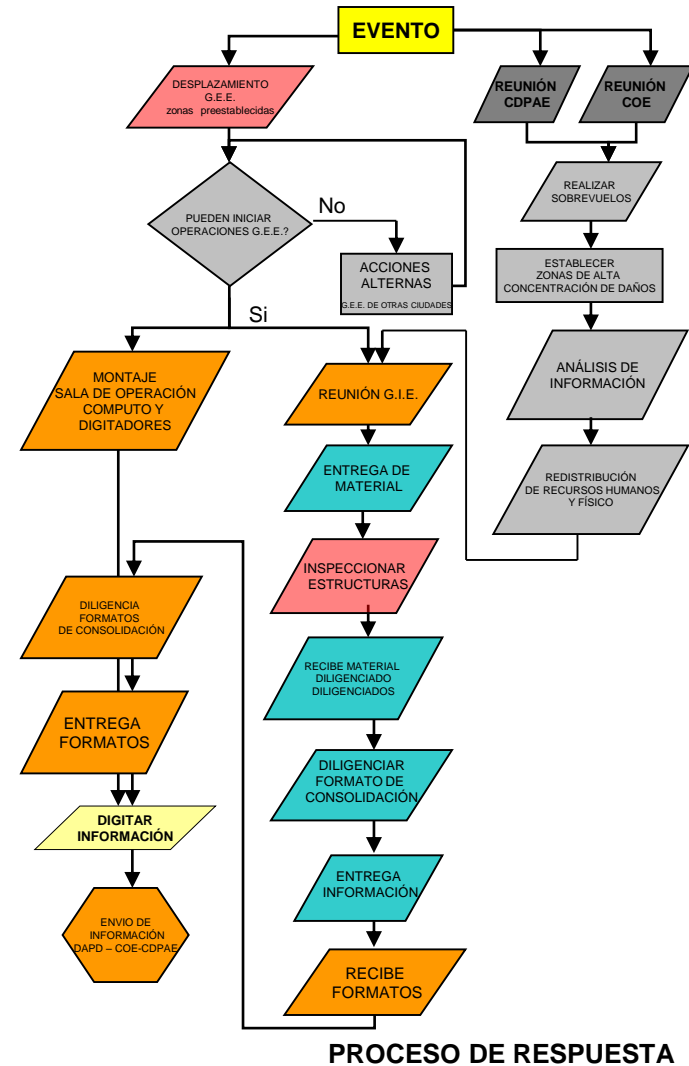 EVENTO
DESPLAZAMIENTO
G.E.E.
zonas preestablecidas
REUNIÓN
CDPAE
REUNIÓN
COE
REALIZAR
SOBREVUELOS
PUEDEN INICIAR
OPERACIONES G.E.E.?
No
ACCIONES
ALTERNAS
G.E.E. DE OTRAS CIUDADES
ESTABLECER
ZONAS DE ALTA
CONCENTRACIÓN DE DAÑOS
Si
MONTAJE
SALA DE OPERACIÓN
COMPUTO Y
DIGITADORES
REUNIÓN G.I.E.
ANÁLISIS DE
INFORMACIÓN
ENTREGA DE
MATERIAL
REDISTRIBUCIÓN
DE RECURSOS HUMANOS
Y FÍSICO
INSPECCIONAR
ESTRUCTURAS
DILIGENCIA
FORMATOS
DE CONSOLIDACIÓN
RECIBE MATERIAL
DILIGENCIADO
DILIGENCIADOS
ENTREGA
FORMATOS
DILIGENCIAR
FORMATO DE
CONSOLIDACIÓN
DIGITAR
INFORMACIÓN
ENTREGA
INFORMACIÓN
ENVIO DE
INFORMACIÓN
DAPD – COE-CDPAE
RECIBE
FORMATOS
PROCESO DE RESPUESTA